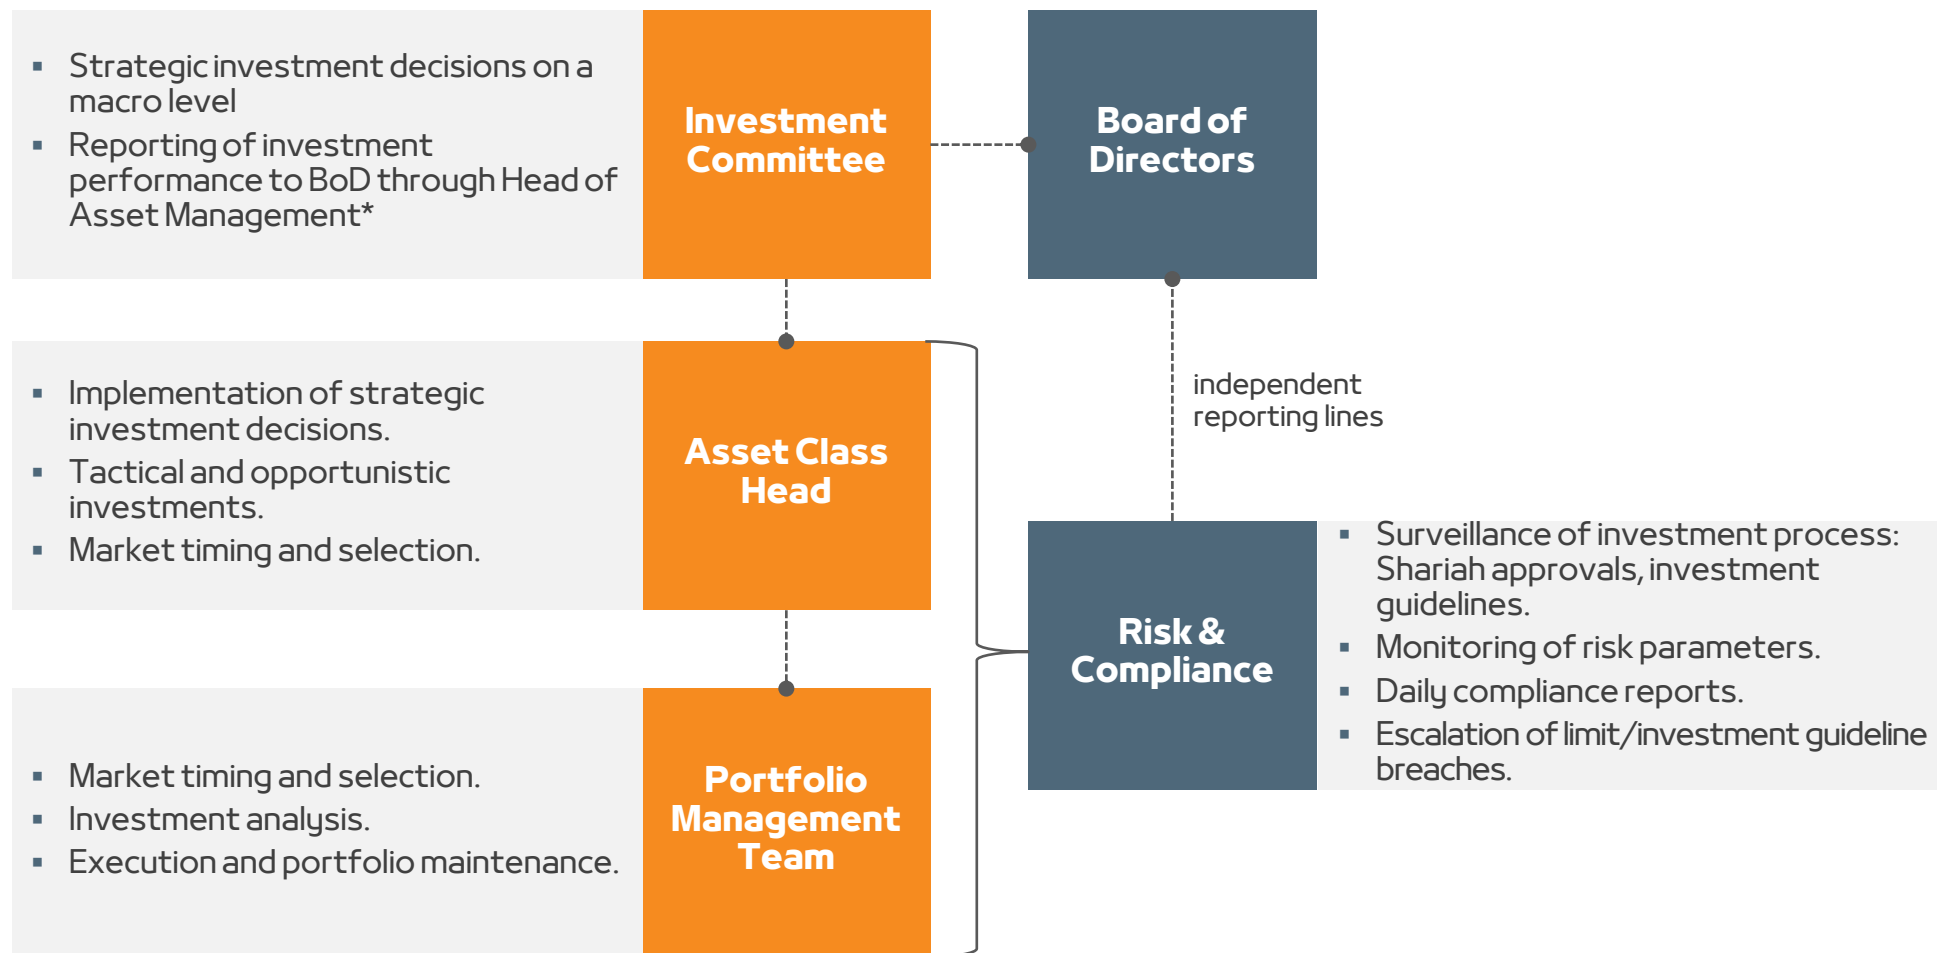 ▪ Strategic investment decisions on a
macro level
▪ Reporting of investment
performance to BoD through Head of
Asset Management*
Investment
Committee
Board of
Directors
▪ Implementation of strategic
investment decisions.
▪ Tactical and opportunistic
investments.
▪ Market timing and selection.
Asset Class
Head
independent
reporting lines
Risk &
Compliance
▪ Surveillance of investment process:
Shariah approvals, investment
guidelines.
▪ Monitoring of risk parameters.
▪ Daily compliance reports.
▪ Escalation of limit/investment guideline
breaches.
▪ Market timing and selection.
▪ Investment analysis.
▪ Execution and portfolio maintenance.
Portfolio
Management
Team